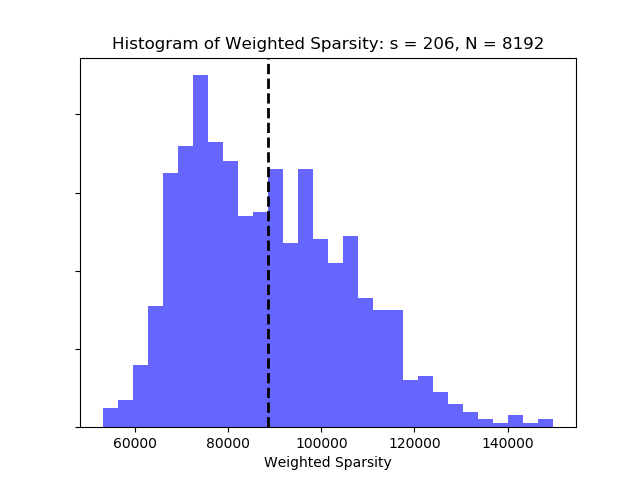 Histogram of Weighted Sparsity: s = 206, N = 8192
60000 80000 100000 120000 140000
Weighted Sparsity